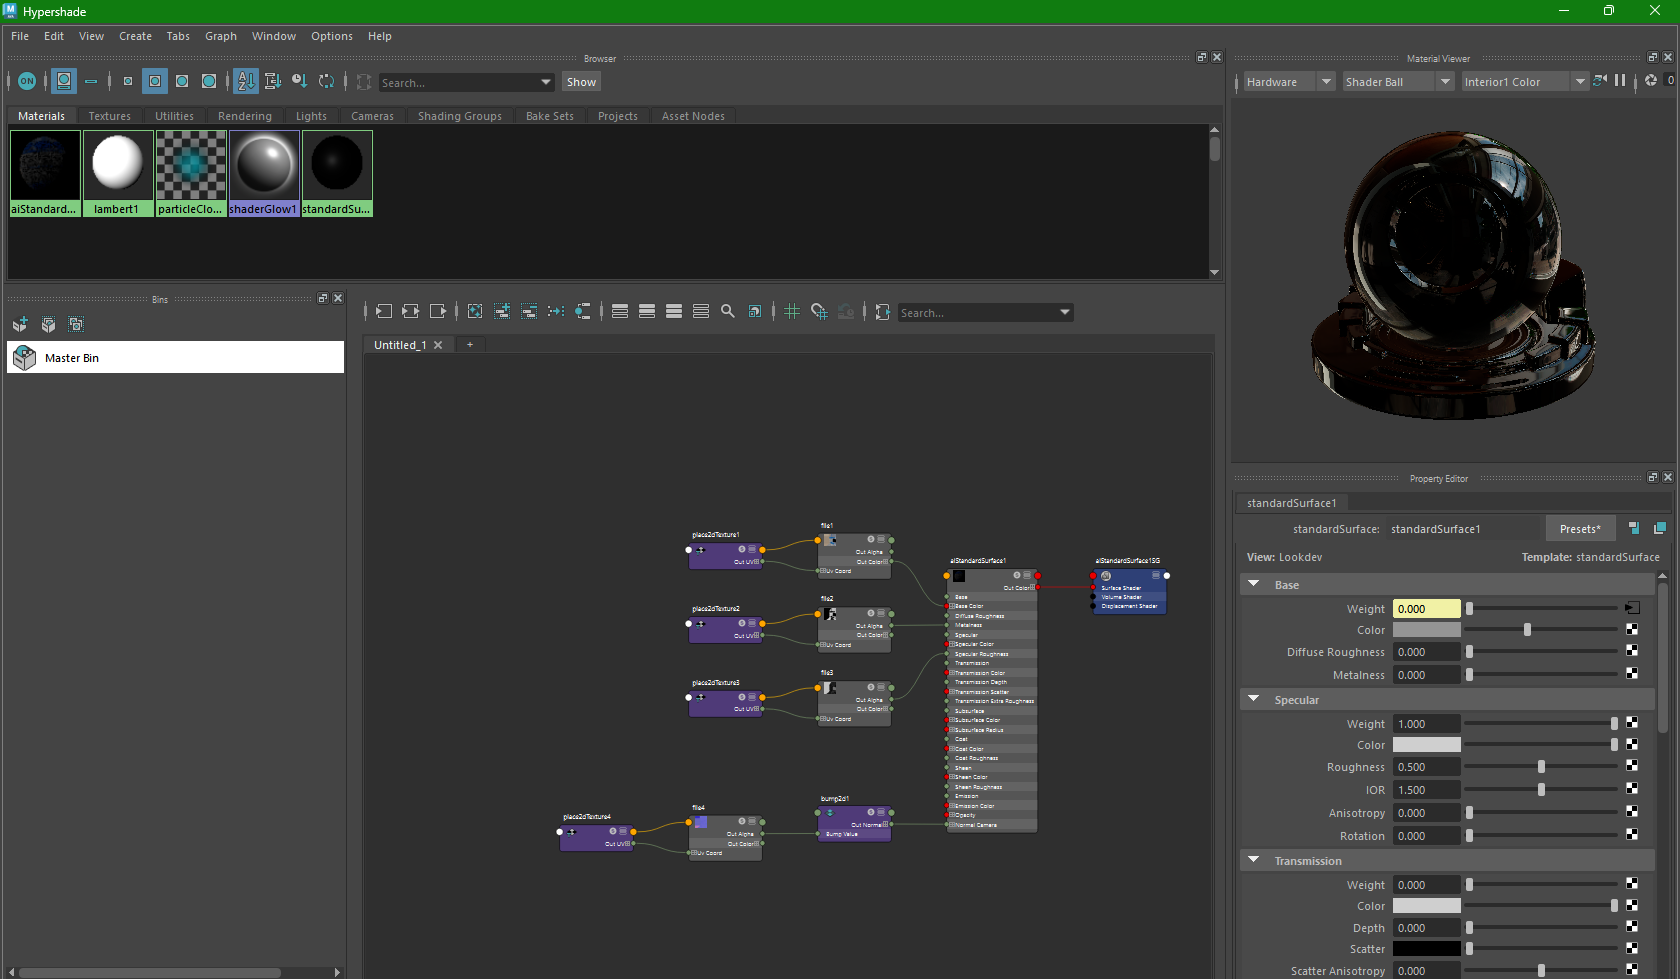 Hypershade
File Edit View Create Tabs Graph Window Options Help
Browser
ON
Search...
Show
Materials Textures Utilities Rendering Lights Cameras Shading Groups Bake Sets Projects Asset Nodes
aiStandard... lambert1 particleClo... shaderGlow1 standardSu...
Bins
Master Bin
Search...
Untitled_1
+
place2dTexture1
Out UV
file1
Out Alpha
Out Color
Uv Coord
place2dTexture2
Out UV
file2
Out Alpha
Out Color
Uv Coord
place2dTexture3
Out UV
file3
Out Alpha
Out Color
Uv Coord
place2dTexture4
Out UV
file4
Out Alpha
Out Color
Uv Coord
bump2d1
Out Normal
Bump Value
aiStandardSurface1
Out Color
Base
Base Color
Diffuse Roughness
Metalness
Specular
Specular Color
Specular Roughness
Transmission
Transmission Color
Transmission Depth
Transmission Scatter
Transmission Extra Roughness
Subsurface
Subsurface Color
Subsurface Radius
Coat
Coat Color
Coat Roughness
Sheen
Sheen Color
Sheen Roughness
Emission
Emission Color
Opacity
Normal Camera
aiStandardSurface1SG
Surface Shader
Volume Shader
Displacement Shader
Material Viewer
Hardware Shader Ball Interior1 Color 0
Property Editor
standardSurface1
standardSurface: standardSurface1 Presets*
View: Lookdev Template: standardSurface
Base
Weight 0.000
Color
Diffuse Roughness 0.000
Metalness 0.000
Specular
Weight 1.000
Color
Roughness 0.500
IOR 1.500
Anisotropy 0.000
Rotation 0.000
Transmission
Weight 0.000
Color
Depth 0.000
Scatter
Scatter Anisotropy 0.000